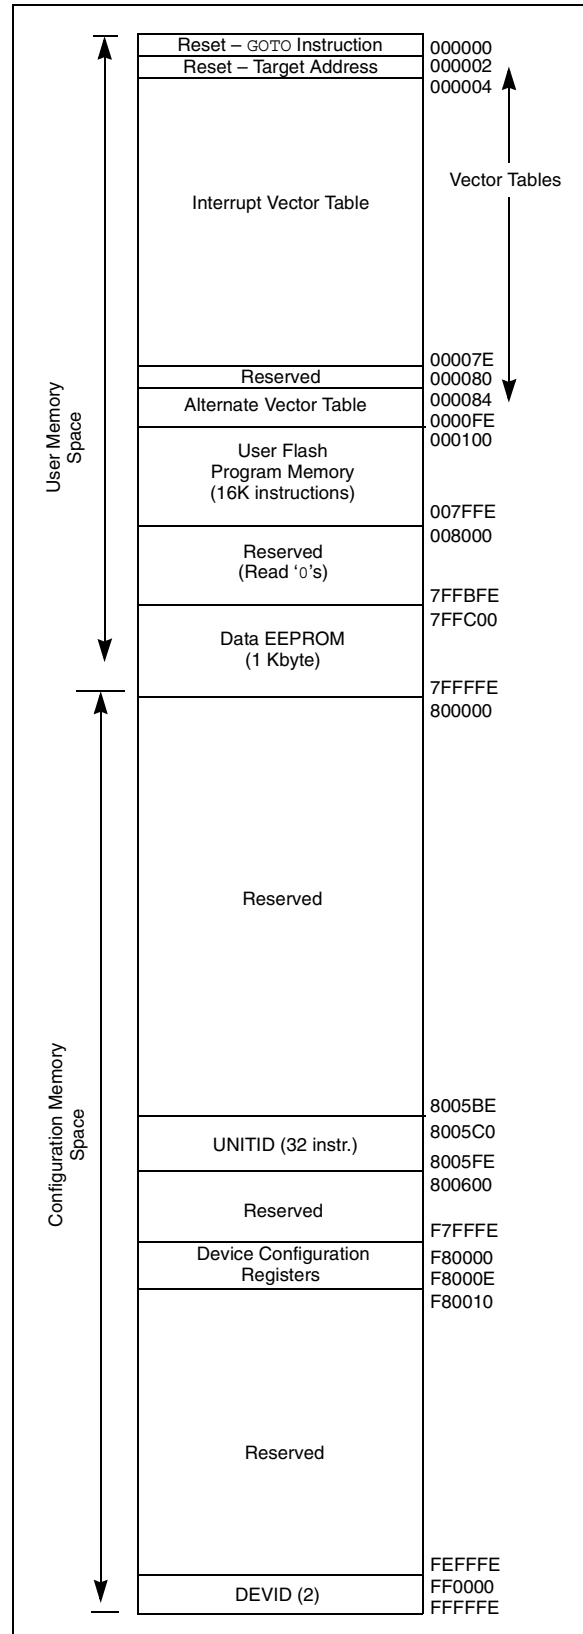 Reset – GOTO Instruction
000000
Reset – Target Address
000002
000004
Vector Tables
Interrupt Vector Table
00007E
Reserved
000080
Alternate Vector Table
000084
0000FE
000100
User Flash
Program Memory
(16K instructions)
User Memory
Space
007FFE
008000
Reserved
(Read ‘0’s)
7FFBFE
7FFC00
Data EEPROM
(1 Kbyte)
7FFFFE
800000
Reserved
8005BE
8005C0
UNITID (32 instr.)
8005FE
800600
Configuration Memory
Space
Reserved
F7FFFE
Device Configuration
Registers
F80000
F8000E
F80010
Reserved
FEFFFE
DEVID (2)
FF0000
FFFFFE